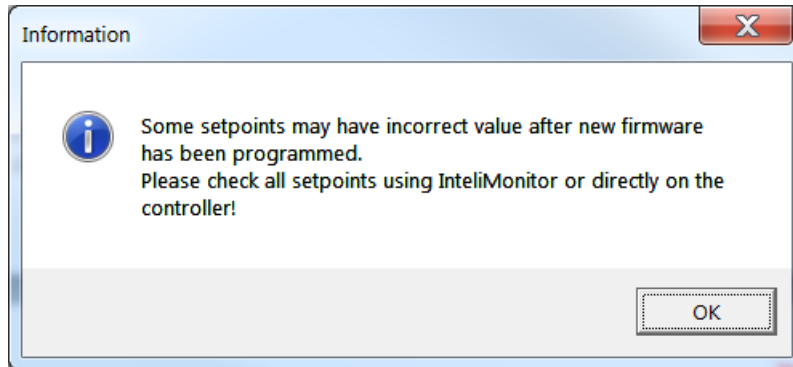 Information
Some setpoints may have incorrect value after new firmware
has been programmed.
Please check all setpoints using InteliMonitor or directly on the
controller!
OK